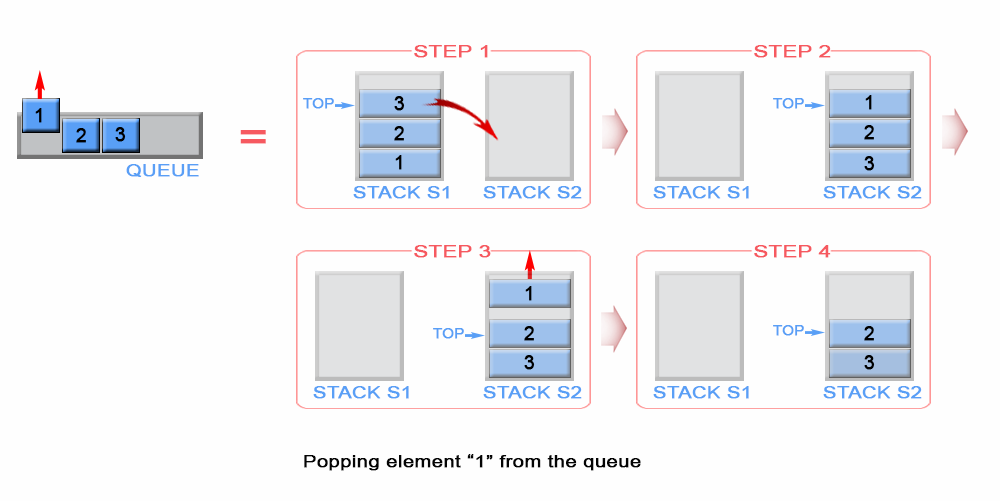 1
2 3
QUEUE
=
STEP 1
TOP 3
2
1
STACK S1 STACK S2
STEP 2
TOP 1
2
3
STACK S1 STACK S2
STEP 3
1
TOP 2
3
STACK S1 STACK S2
STEP 4
TOP 2
3
STACK S1 STACK S2
Popping element “1” from the queue